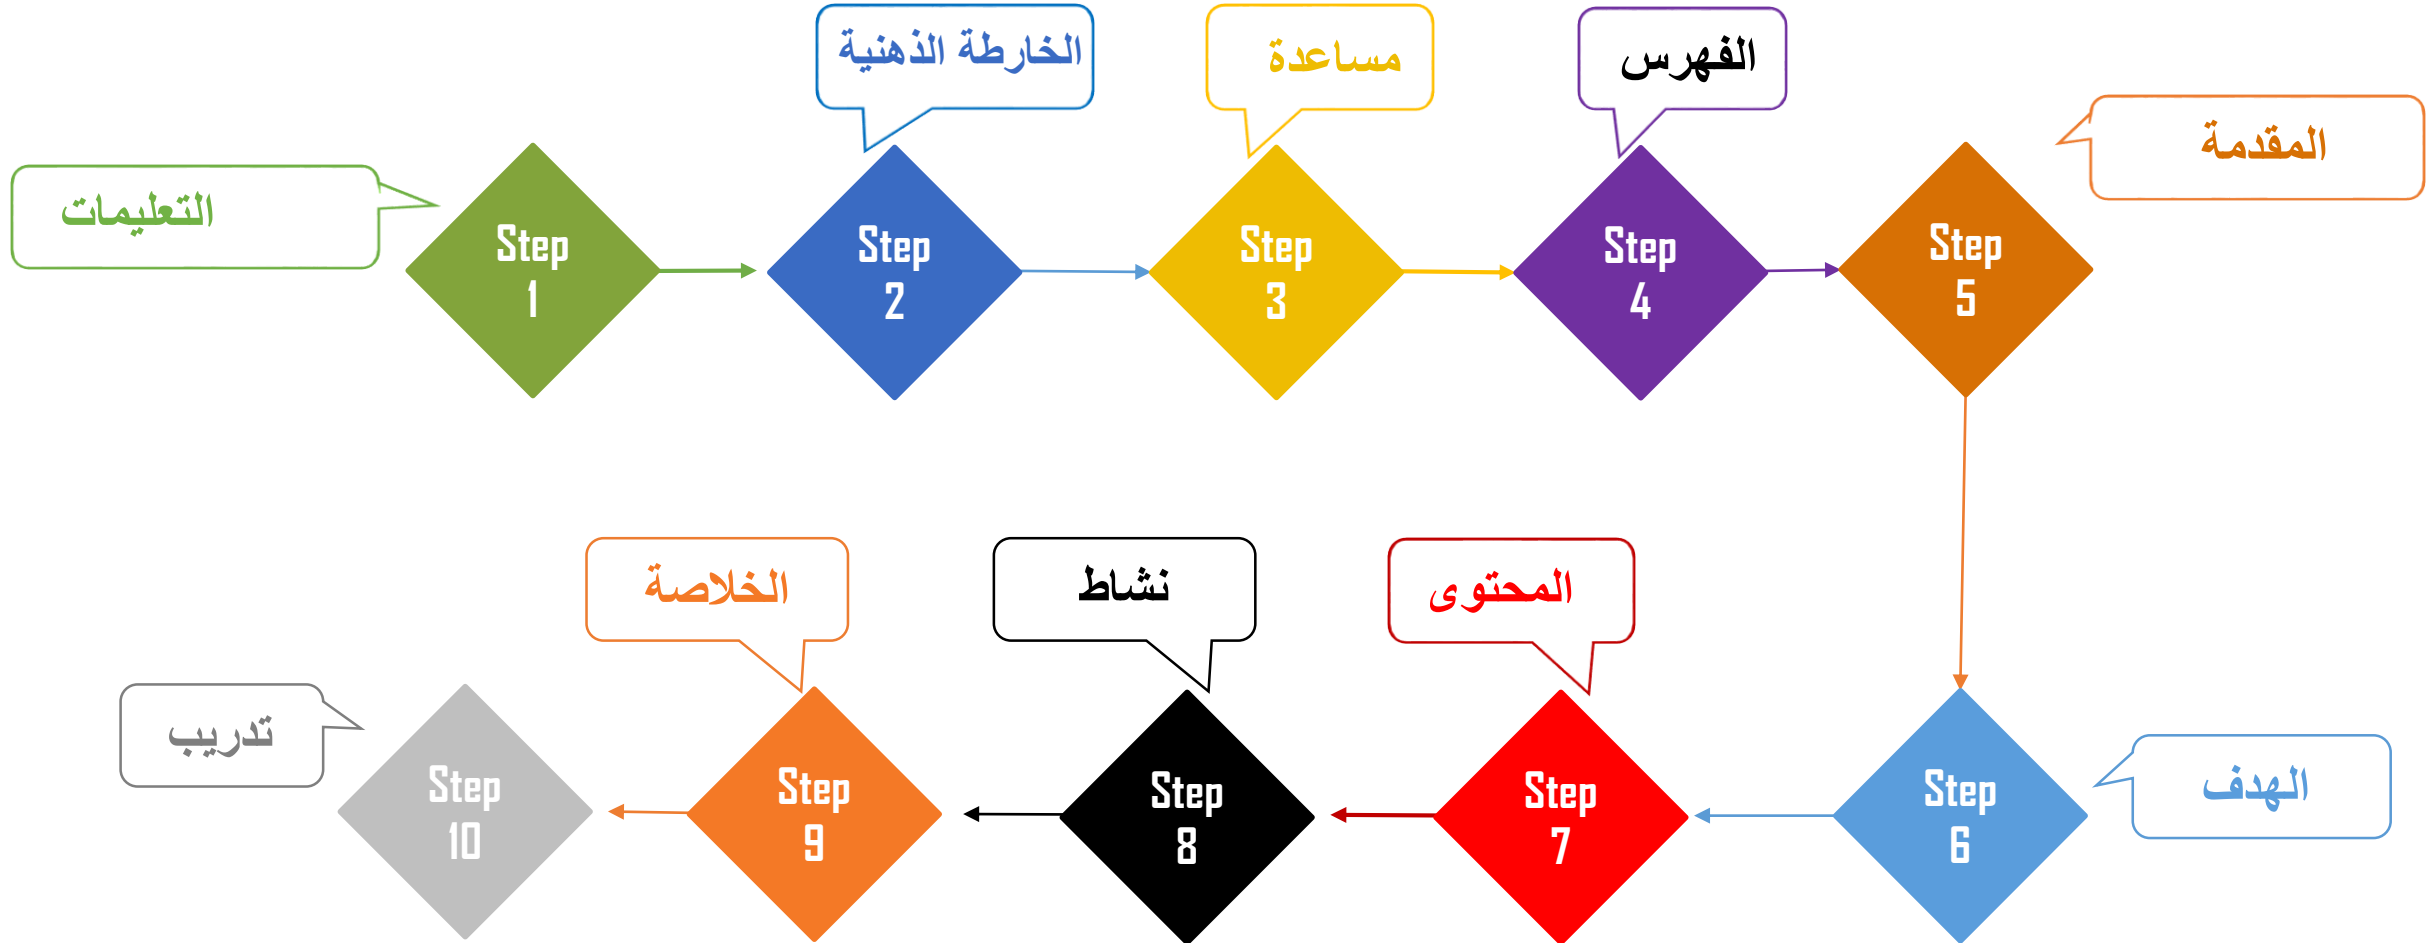 التعليمات
Step
1
الخارطة الذهنية
Step
2
مساعدة
Step
3
الفهرس
Step
4
المقدمة
Step
5
الهدف
Step
6
المحتوى
Step
7
نشاط
Step
8
الخلاصة
Step
9
تدريب
Step
10